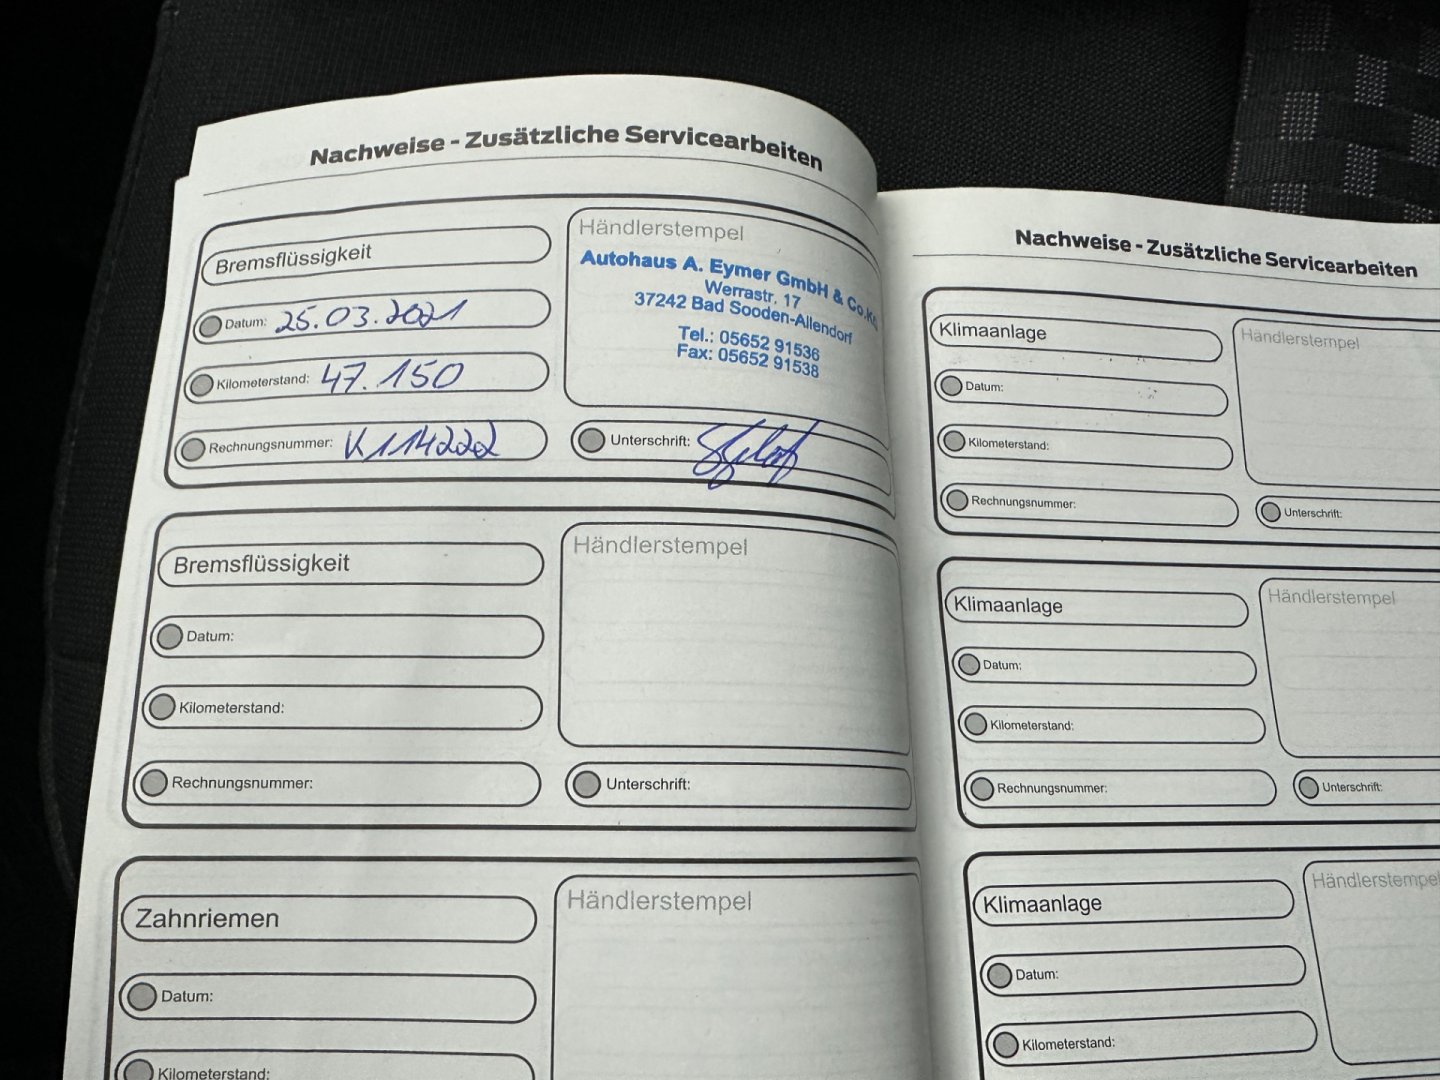 Nachweise - Zusätzliche Servicearbeiten
Bremsflüssigkeit
Datum: 25.03.2021
Kilometerstand: 47.150
Rechnungsnummer: K114222
Händlerstempel
Autohaus A. Eymer GmbH & Co.KG
Werrastr. 17
37242 Bad Sooden-Allendorf
Tel.: 05652 91536
Fax: 05652 91538
Unterschrift:
Bremsflüssigkeit
Datum:
Kilometerstand:
Rechnungsnummer:
Händlerstempel
Unterschrift:
Zahnriemen
Datum:
Kilometerstand:
Händlerstempel
Nachweise - Zusätzliche Servicearbeiten
Klimaanlage
Datum:
Kilometerstand:
Rechnungsnummer:
Händlerstempel
Unterschrift:
Klimaanlage
Datum:
Kilometerstand:
Rechnungsnummer:
Händlerstempel
Unterschrift:
Klimaanlage
Datum:
Kilometerstand:
Händlerstempel